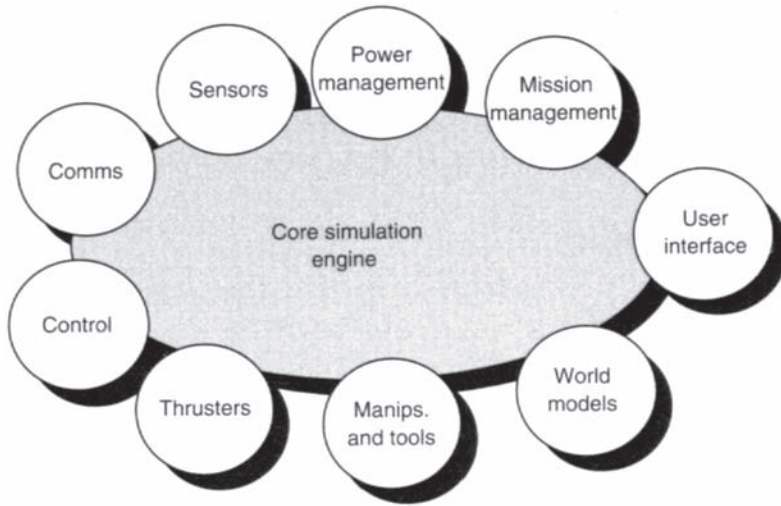 Power
management
Sensors
Mission
management
Comms
User
interface
Core simulation
engine
Control
World
models
Thrusters
Manips.
and tools